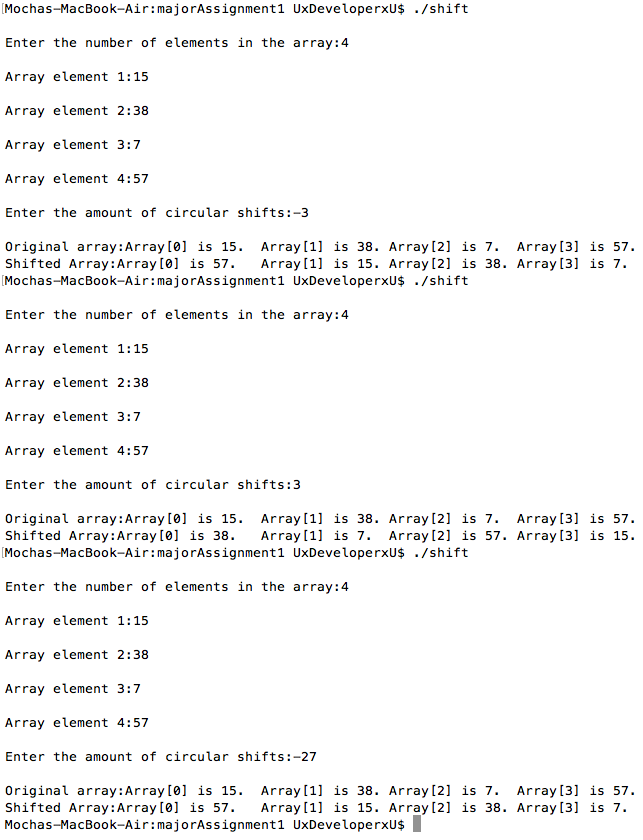 Mochas-MacBook-Air:majorAssignment1 UxDeveloperxU$ ./shift
Enter the number of elements in the array:4
Array element 1:15
Array element 2:38
Array element 3:7
Array element 4:57
Enter the amount of circular shifts:-3
Original array:Array[0] is 15.  Array[1] is 38. Array[2] is 7.  Array[3] is 57.
Shifted Array:Array[0] is 57.   Array[1] is 15. Array[2] is 38. Array[3] is 7.
Mochas-MacBook-Air:majorAssignment1 UxDeveloperxU$ ./shift
Enter the number of elements in the array:4
Array element 1:15
Array element 2:38
Array element 3:7
Array element 4:57
Enter the amount of circular shifts:3
Original array:Array[0] is 15.  Array[1] is 38. Array[2] is 7.  Array[3] is 57.
Shifted Array:Array[0] is 38.   Array[1] is 7.  Array[2] is 57. Array[3] is 15.
Mochas-MacBook-Air:majorAssignment1 UxDeveloperxU$ ./shift
Enter the number of elements in the array:4
Array element 1:15
Array element 2:38
Array element 3:7
Array element 4:57
Enter the amount of circular shifts:-27
Original array:Array[0] is 15.  Array[1] is 38. Array[2] is 7.  Array[3] is 57.
Shifted Array:Array[0] is 57.   Array[1] is 15. Array[2] is 38. Array[3] is 7.
Mochas-MacBook-Air:majorAssignment1 UxDeveloperxU$